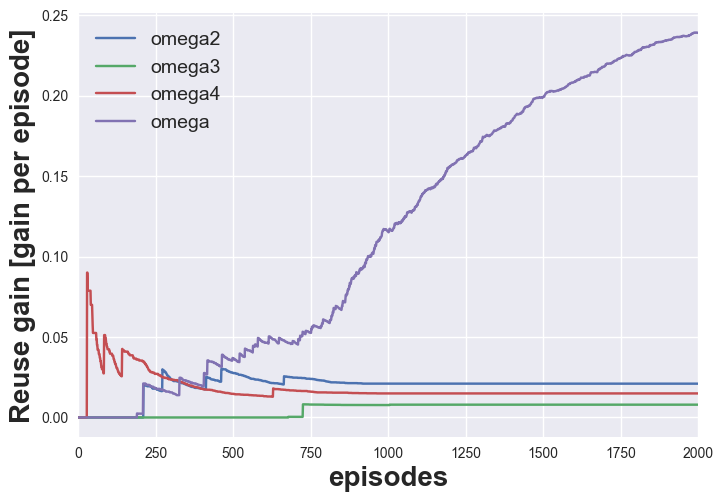 Reuse gain [gain per episode]
0.25
0.20
0.15
0.10
0.05
0.00
omega2
omega3
omega4
omega
0 250 500 750 1000 1250 1500 1750 2000
episodes